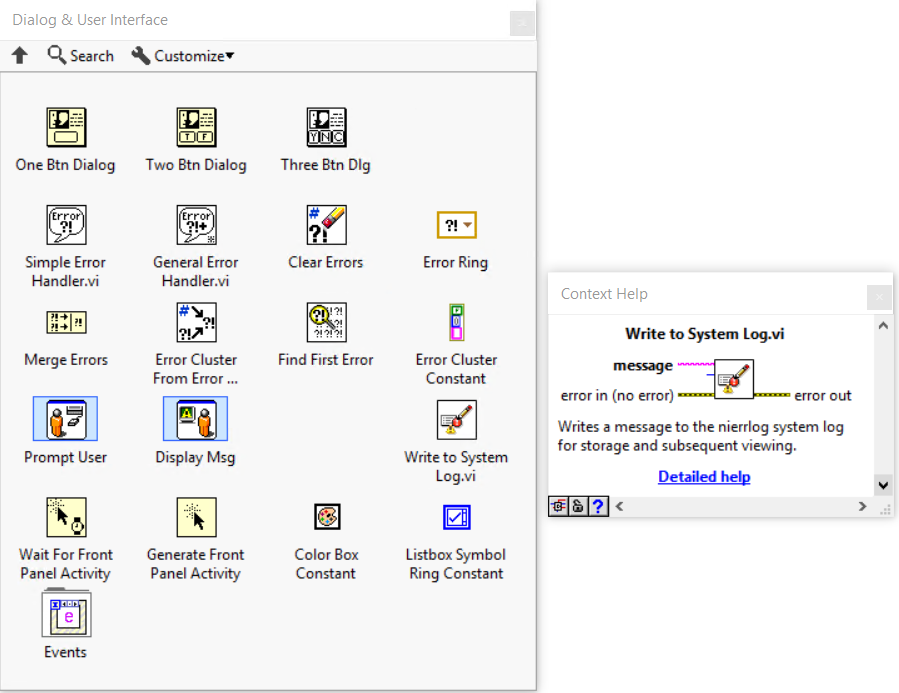 Dialog & User Interface
Search
Customize
One Btn Dialog
Two Btn Dialog
Three Btn Dlg
Error
?!
Error
?!+
#
?!
?!
Simple Error
Handler.vi
General Error
Handler.vi
Clear Errors
Error Ring
Merge Errors
Error Cluster
From Error ...
Find First Error
Error Cluster
Constant
Prompt User
Display Msg
Write to System
Log.vi
Wait For Front
Panel Activity
Generate Front
Panel Activity
Color Box
Constant
Listbox Symbol
Ring Constant
e
Events
Context Help
Write to System Log.vi
message
error in (no error)
error out
Writes a message to the nierrlog system log
for storage and subsequent viewing.
Detailed help
?